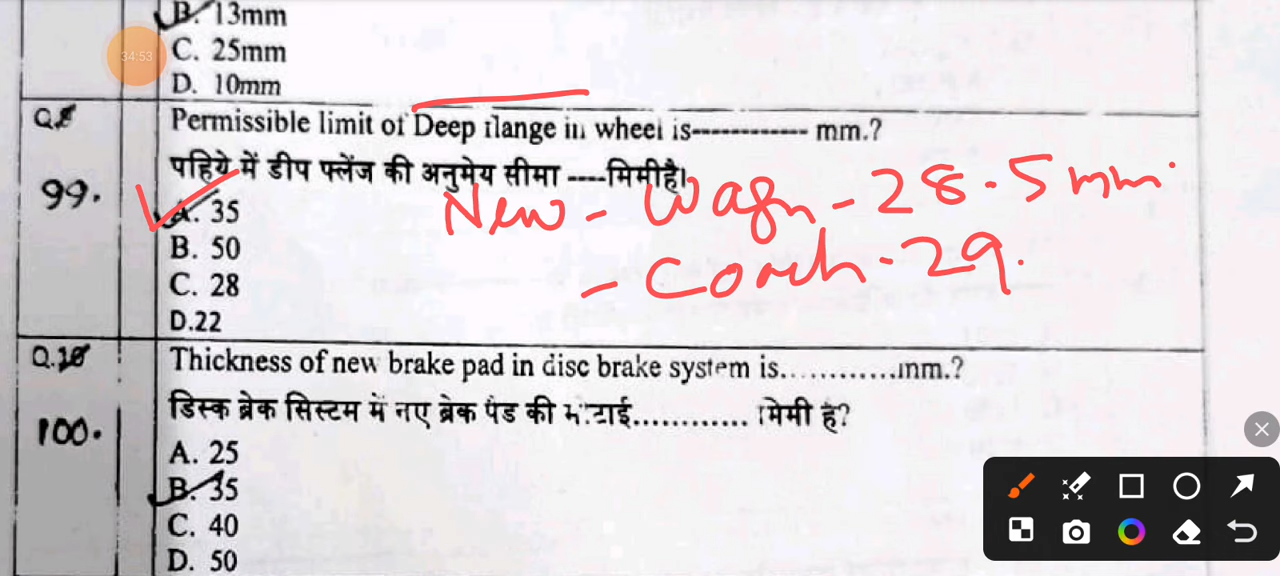 B. 13mm
34:53
C. 25mm
D. 10mm
Q.
Permissible limit of Deep flange in wheel is------------ mm.?
पहिये में डीप फ्लेंज की अनुमेय सीमा ----मिमीहै।
99.
A. 35
New - Wagn - 28.5 mm.
B. 50
- Coach - 29.
C. 28
D.22
Q.10
Thickness of new brake pad in disc brake system is............mm.?
डिस्क ब्रेक सिस्टम में नए ब्रेक पैड की मोटाई............ मिमी है?
100.
A. 25
B. 35
C. 40
D. 50